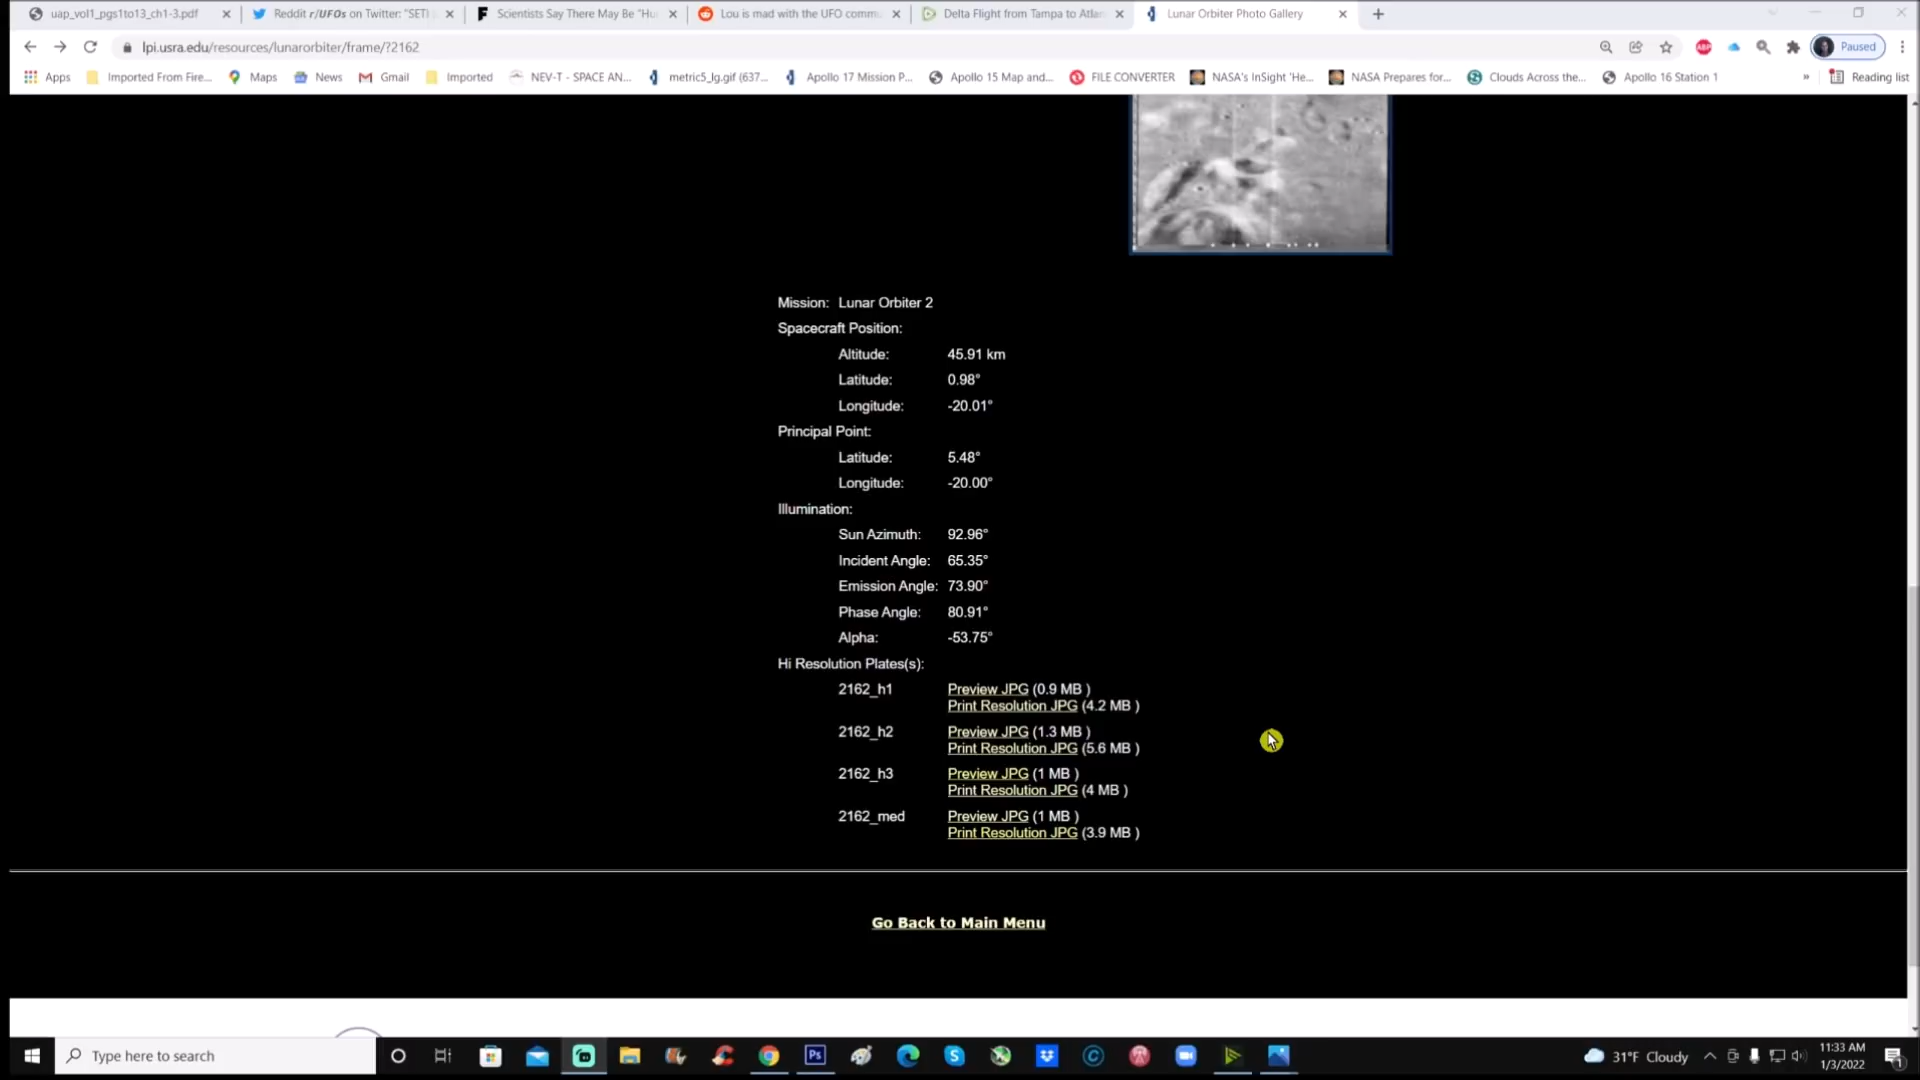 uap_vol1_pgs1to13_ch1-3.pdf
Reddit r/UFOs on Twitter: "SETI
Scientists Say There May Be "Hu
Lou is mad with the UFO commu
Delta Flight from Tampa to Atlan
Lunar Orbiter Photo Gallery
lpi.usra.edu/resources/lunarorbiter/frame/?2162
ABP
Paused
Apps
Imported From Fire...
Maps
News
Gmail
Imported
NEV-T - SPACE AN...
metric5_lg.gif (637...
Apollo 17 Mission P...
Apollo 15 Map and...
FILE CONVERTER
NASA's InSight 'He...
NASA Prepares for...
Clouds Across the...
Apollo 16 Station 1
»
Reading list
Mission: Lunar Orbiter 2
Spacecraft Position:
Altitude: 45.91 km
Latitude: 0.98°
Longitude: -20.01°
Principal Point:
Latitude: 5.48°
Longitude: -20.00°
Illumination:
Sun Azimuth: 92.96°
Incident Angle: 65.35°
Emission Angle: 73.90°
Phase Angle: 80.91°
Alpha: -53.75°
Hi Resolution Plates(s):
2162_h1 Preview JPG (0.9 MB )
Print Resolution JPG (4.2 MB )
2162_h2 Preview JPG (1.3 MB )
Print Resolution JPG (5.6 MB )
2162_h3 Preview JPG (1 MB )
Print Resolution JPG (4 MB )
2162_med Preview JPG (1 MB )
Print Resolution JPG (3.9 MB )
Go Back to Main Menu
Type here to search
Ps
31°F Cloudy
11:33 AM
1/3/2022
1